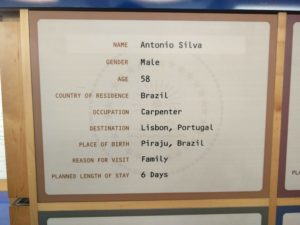 NAME Antonio Silva
GENDER Male
AGE 58
COUNTRY OF RESIDENCE Brazil
OCCUPATION Carpenter
DESTINATION Lisbon, Portugal
PLACE OF BIRTH Piraju, Brazil
REASON FOR VISIT Family
PLANNED LENGTH OF STAY 6 Days